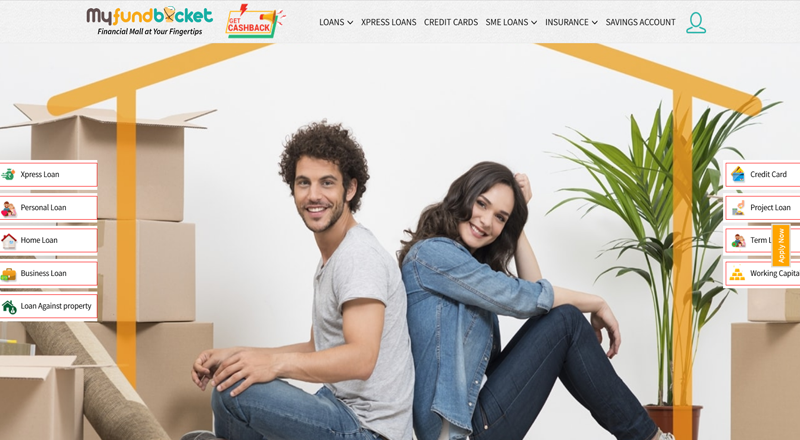 Myfundbucket
Financial Mall at Your Fingertips
GET
CASHBACK
LOANS
XPRESS LOANS
CREDIT CARDS
SME LOANS
INSURANCE
SAVINGS ACCOUNT
Xpress Loan
Personal Loan
Home Loan
Business Loan
Loan Against property
Credit Card
Project Loan
Term L
Working Capita
Apply Now